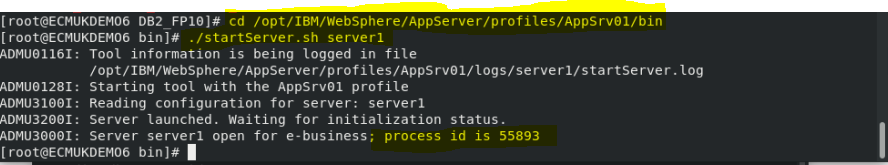 [root@ECMUKDEMO6 DB2_FP10]# cd /opt/IBM/WebSphere/AppServer/profiles/AppSrv01/bin
[root@ECMUKDEMO6 bin]# ./startServer.sh server1
ADMU0116I: Tool information is being logged in file
/opt/IBM/WebSphere/AppServer/profiles/AppSrv01/logs/server1/startServer.log
ADMU0128I: Starting tool with the AppSrv01 profile
ADMU3100I: Reading configuration for server: server1
ADMU3200I: Server launched. Waiting for initialization status.
ADMU3000I: Server server1 open for e-business; process id is 55893
[root@ECMUKDEMO6 bin]#